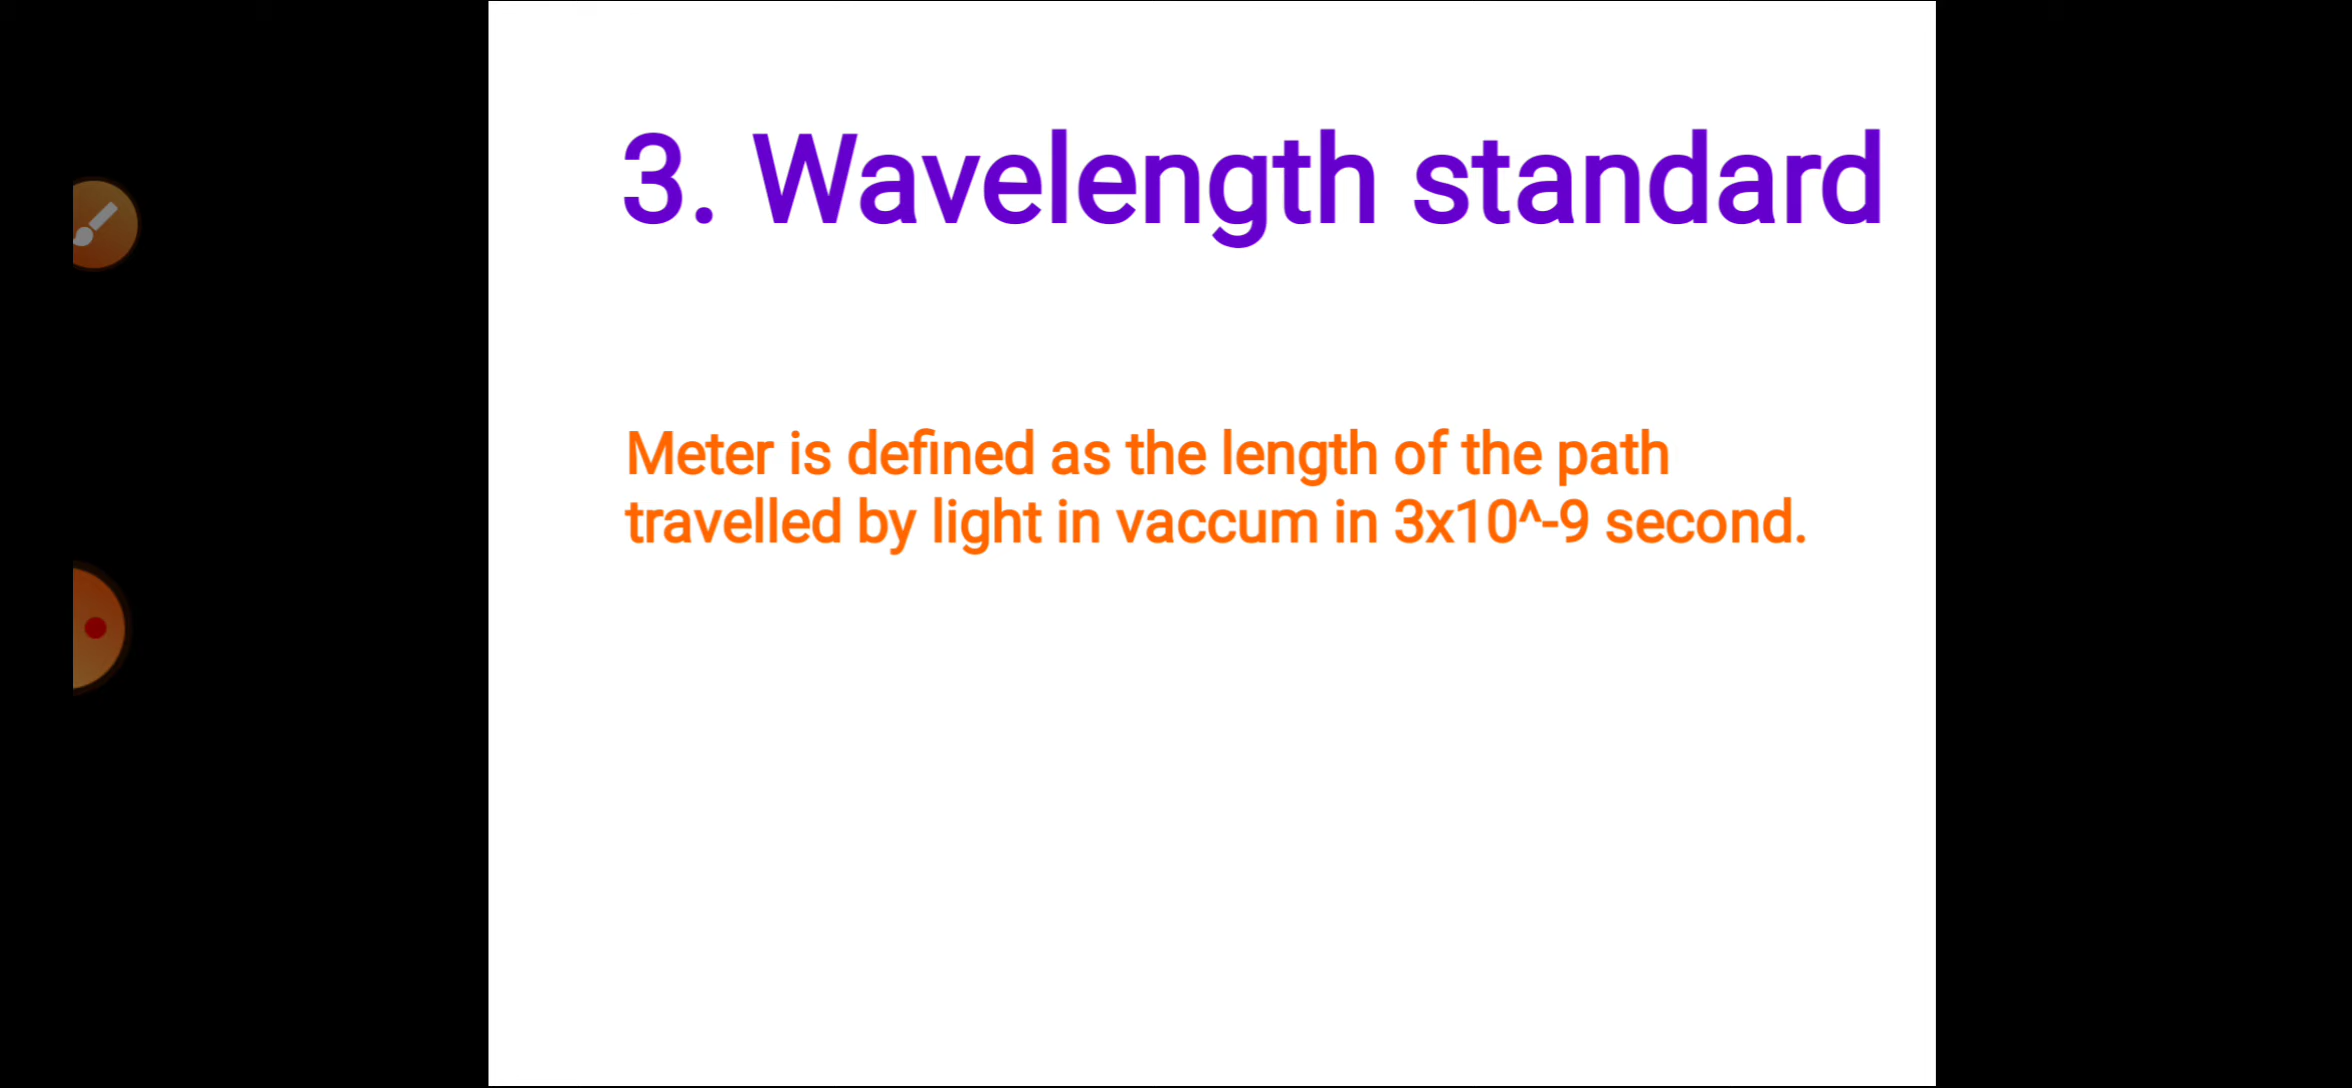 3. Wavelength standard
Meter is defined as the length of the path
travelled by light in vaccum in 3x10^-9 second.